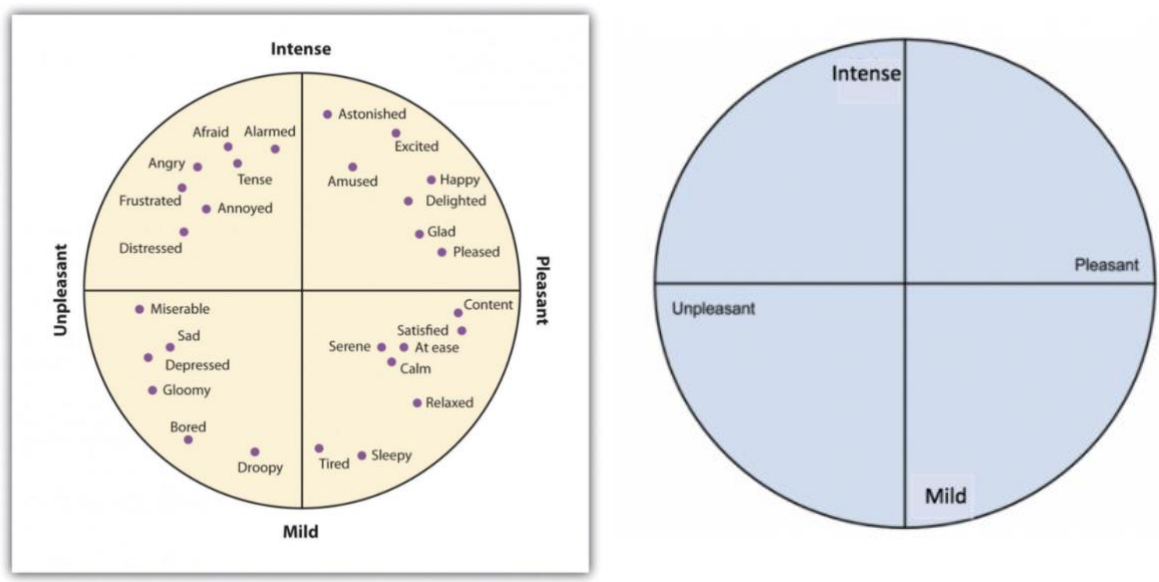 Intense
Astonished
Afraid Alarmed
Excited
Angry
Tense
Amused
Happy
Frustrated
Delighted
Annoyed
Glad
Distressed
Pleased
Unpleasant
Pleasant
Miserable
Content
Sad
Satisfied
Serene
At ease
Depressed
Calm
Gloomy
Relaxed
Bored
Droopy
Tired
Sleepy
Mild
Intense
Pleasant
Unpleasant
Mild